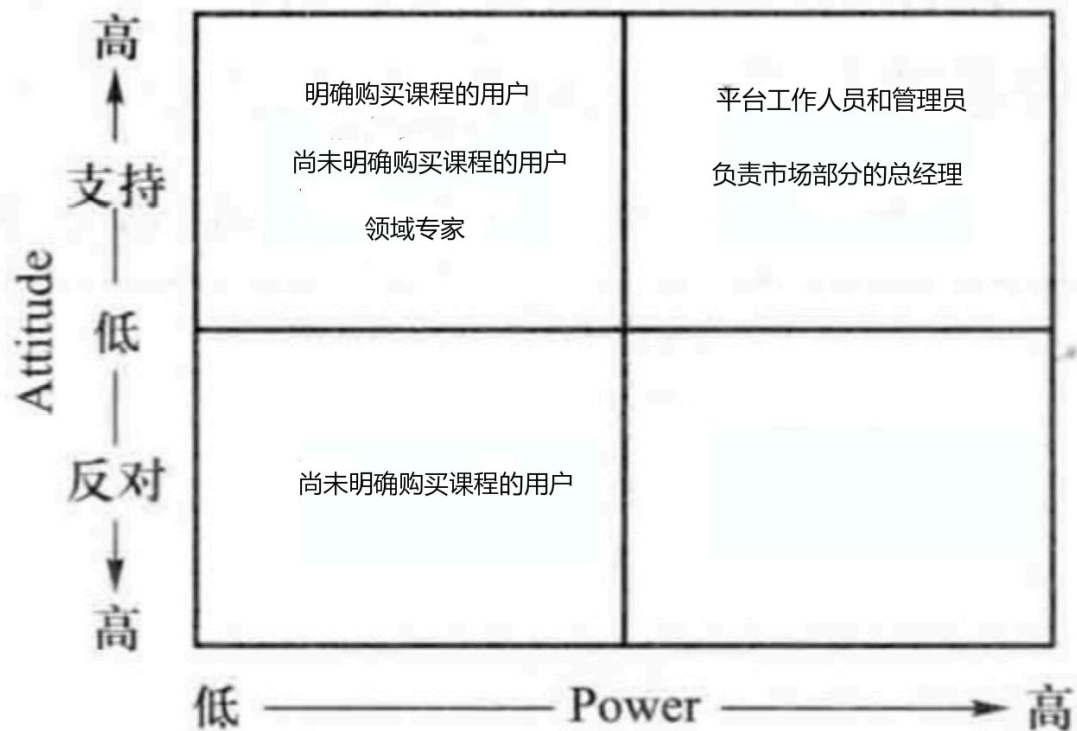 高
明确购买课程的用户
平台工作人员和管理员
支持
尚未明确购买课程的用户
负责市场部分的总经理
领域专家
Attitude
低
反对
尚未明确购买课程的用户
高
低
Power
高